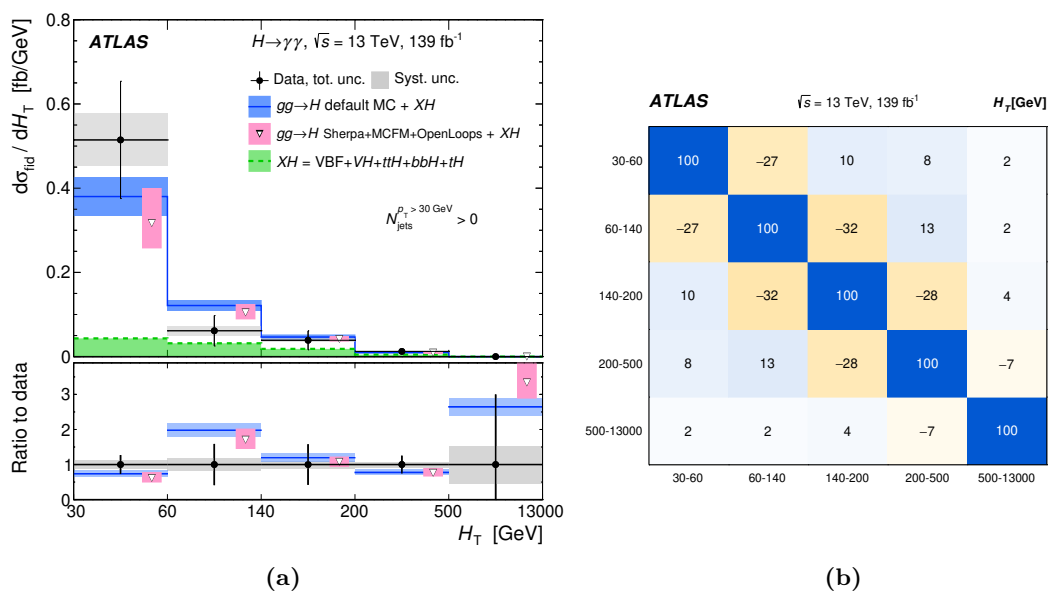 ATLAS
H→γγ, √s = 13 TeV, 139 fb⁻¹
Data, tot. unc. Syst. unc.
gg→H default MC + XH
gg→H Sherpa+MCFM+OpenLoops + XH
XH = VBF+VH+ttH+bbH+tH
N_jets^{p_T > 30 GeV} > 0
dσ_fid / dH_T [fb/GeV]
0.8
0.6
0.4
0.2
0
Ratio to data
3
2
1
0
30 60 140 200 500 13000
H_T [GeV]
(a)
ATLAS √s = 13 TeV, 139 fb⁻¹ H_T[GeV]
30-60 100 −27 10 8 2
60-140 −27 100 −32 13 2
140-200 10 −32 100 −28 4
200-500 8 13 −28 100 −7
500-13000 2 2 4 −7 100
30-60 60-140 140-200 200-500 500-13000
(b)